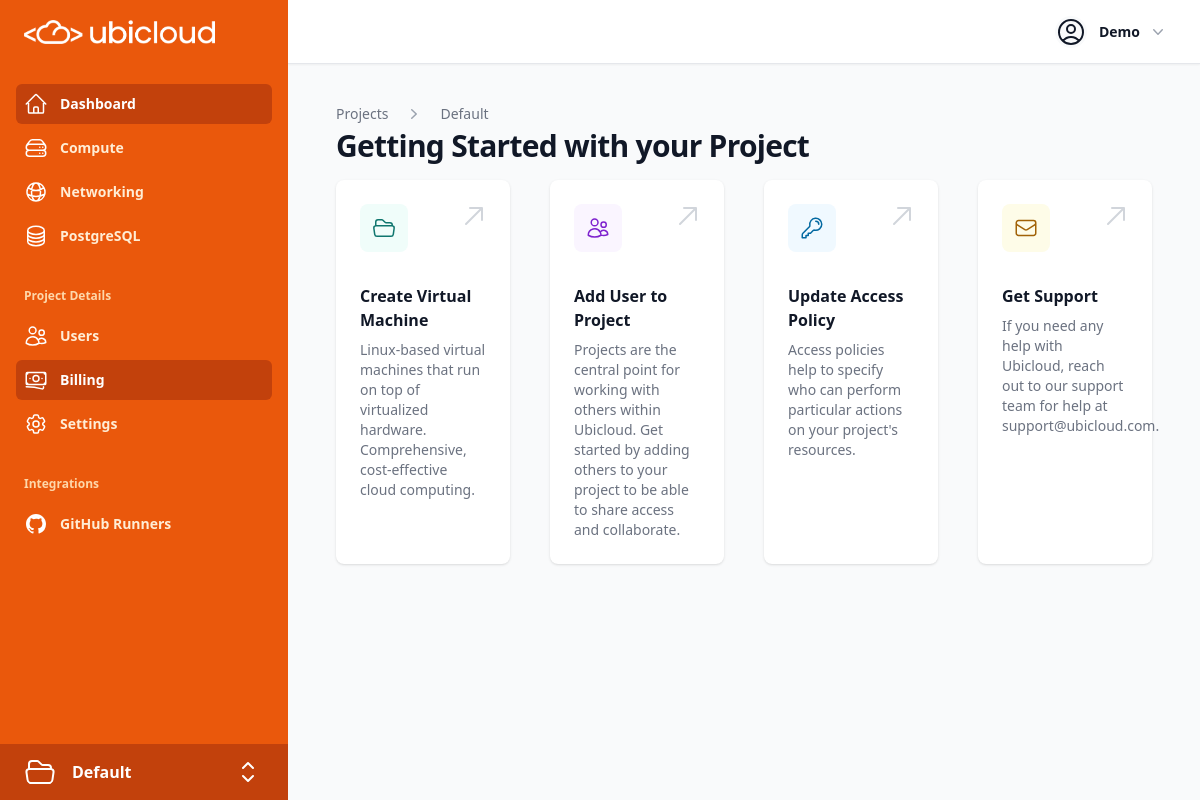 ubicloud
Demo
Dashboard
Compute
Networking
PostgreSQL
Project Details
Users
Billing
Settings
Integrations
GitHub Runners
Default
Projects
Default
Getting Started with your Project
Create Virtual
Machine
Linux-based virtual
machines that run
on top of
virtualized
hardware.
Comprehensive,
cost-effective
cloud computing.
Add User to
Project
Projects are the
central point for
working with
others within
Ubicloud. Get
started by adding
others to your
project to be able
to share access
and collaborate.
Update Access
Policy
Access policies
help to specify
who can perform
particular actions
on your project's
resources.
Get Support
If you need any
help with
Ubicloud, reach
out to our support
team for help at
support@ubicloud.com.